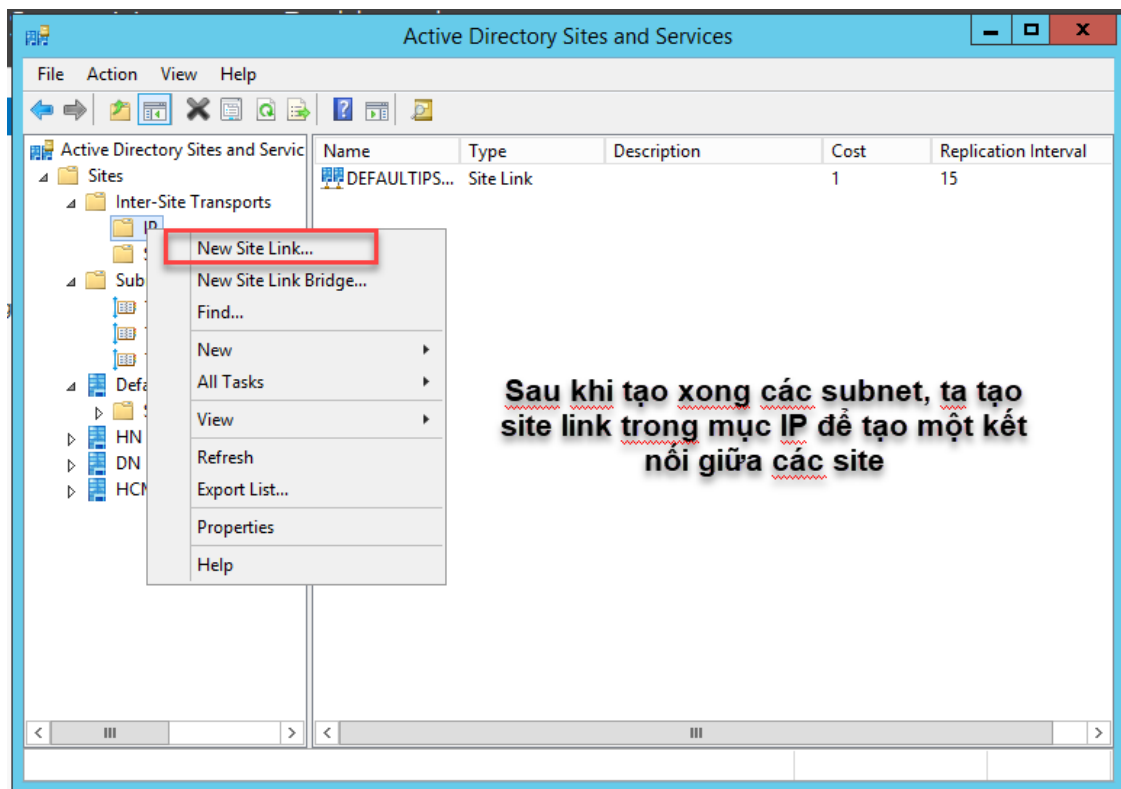 Active Directory Sites and Services
File Action View Help
Active Directory Sites and Servic
Name Type Description Cost Replication Interval
Sites
DEFAULTIPS... Site Link 1 15
Inter-Site Transports
IP
New Site Link...
Sub
New Site Link Bridge...
Find...
New
Defa
All Tasks
View
HN
DN
Refresh
HCM
Export List...
Properties
Help
Sau khi tạo xong các subnet, ta tạo
site link trong mục IP để tạo một kết
nối giữa các site